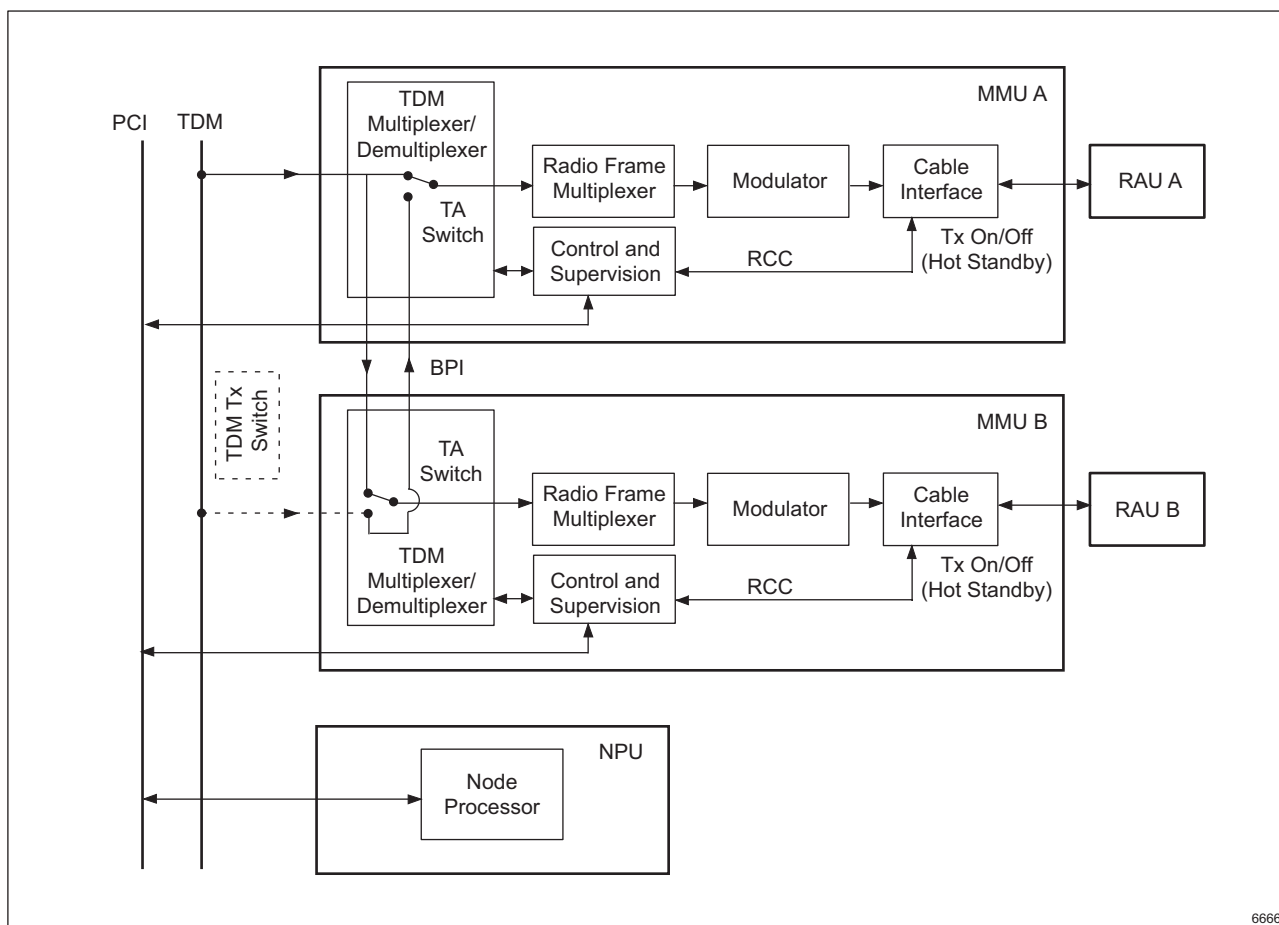 PCI
TDM
MMU A
TDM
Multiplexer/
Demultiplexer
TA
Switch
Radio Frame
Multiplexer
Modulator
Cable
Interface
RAU A
Control and
Supervision
RCC
Tx On/Off
(Hot Standby)
BPI
TDM Tx
Switch
MMU B
TA
Switch
TDM
Multiplexer/
Demultiplexer
Radio Frame
Multiplexer
Modulator
Cable
Interface
RAU B
Control and
Supervision
RCC
Tx On/Off
(Hot Standby)
NPU
Node
Processor
6666